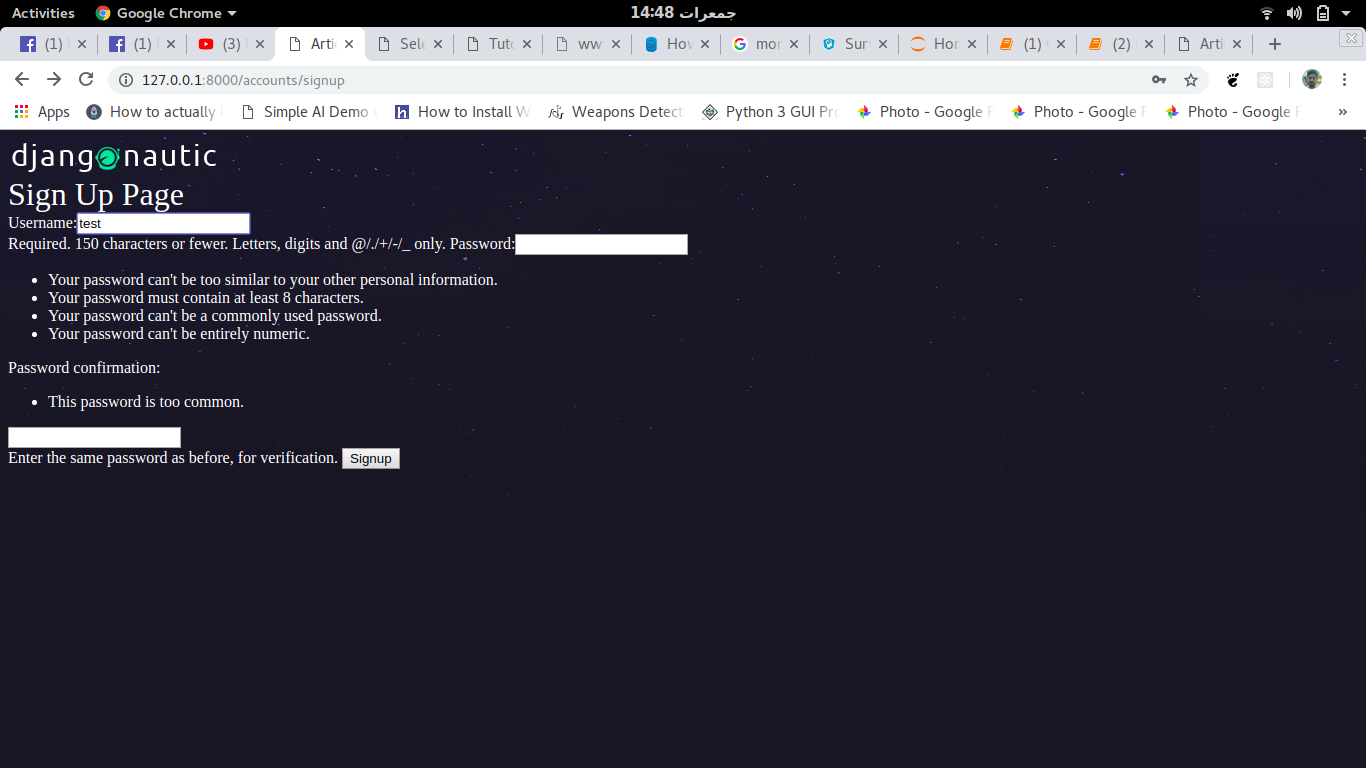 Activities Google Chrome جمعرات 14:48
(1) (1) (3) Arti Sele Tuto ww How mor Sur Hor (1) (2) Arti
127.0.0.1:8000/accounts/signup
Apps How to actually Simple AI Demo How to Install W Weapons Detect Python 3 GUI Pro Photo - Google Photo - Google Photo - Google »
djangonautic
Sign Up Page
Username: test
Required. 150 characters or fewer. Letters, digits and @/./+/-/_ only. Password:
• Your password can't be too similar to your other personal information.
• Your password must contain at least 8 characters.
• Your password can't be a commonly used password.
• Your password can't be entirely numeric.
Password confirmation:
• This password is too common.
Enter the same password as before, for verification. Signup